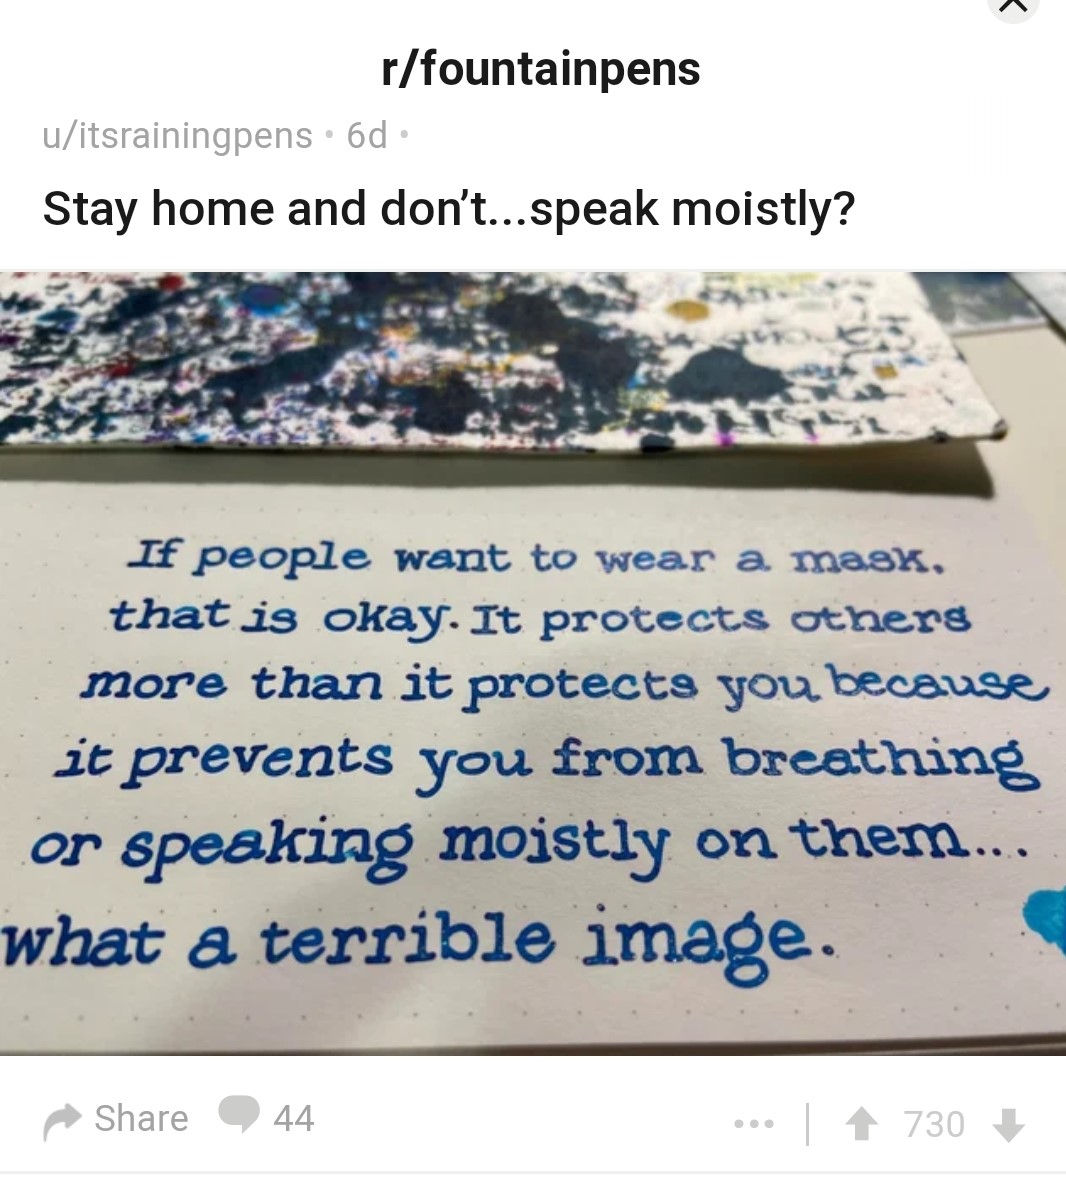 r/fountainpens
u/itsrainingpens • 6d •
Stay home and don’t...speak moistly?
If people want to wear a mask,
that is okay. It protects others
more than it protects you because
it prevents you from breathing
or speaking moistly on them...
what a terrible image.
Share 44
730